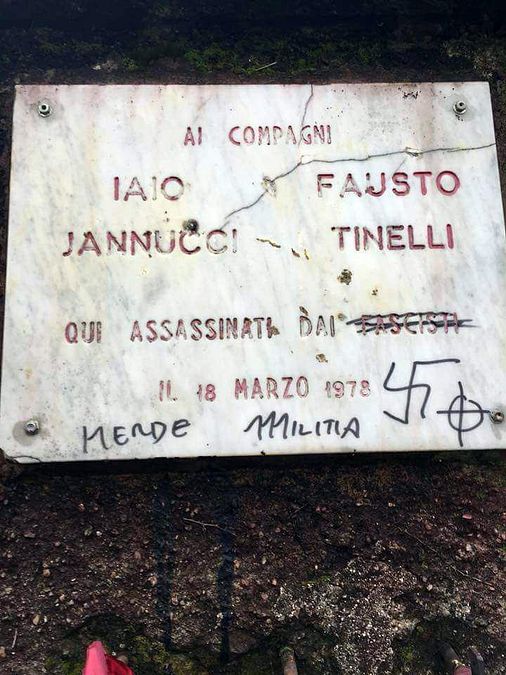 AI COMPAGNI
IAIO FAUSTO
JANNUCCI TINELLI
QUI ASSASSINATI DAI FASCISTI
IL 18 MARZO 1978
MERDE MILITIA